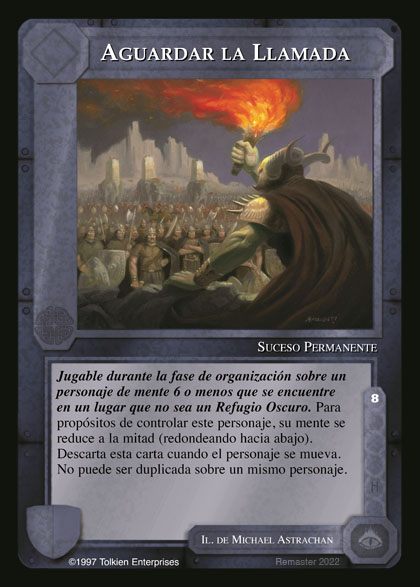 Aguardar la Llamada
Suceso Permanente
Jugable durante la fase de organización sobre un
personaje de mente 6 o menos que se encuentre
en un lugar que no sea un Refugio Oscuro. Para
propósitos de controlar este personaje, su mente se
reduce a la mitad (redondeando hacia abajo).
Descarta esta carta cuando el personaje se mueva.
No puede ser duplicada sobre un mismo personaje.
8
H
Il. de Michael Astrachan
©1997 Tolkien Enterprises
Remaster 2022